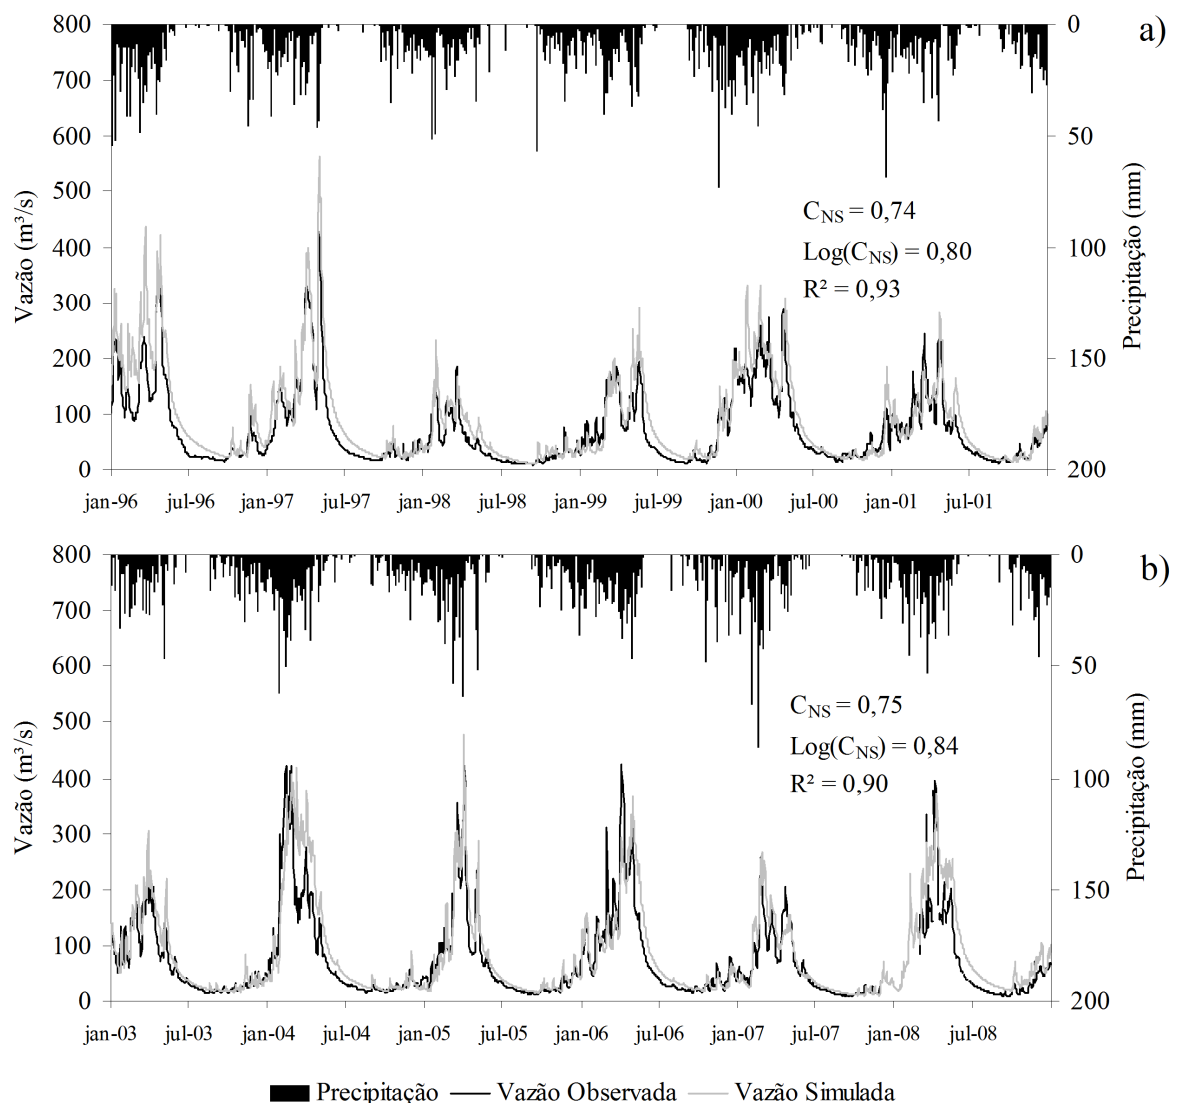 a)
800
700
600
500
400
300
200
100
0
Vazão (m³/s)
0
50
100
150
200
Precipitação (mm)
C_NS = 0,74
Log(C_NS) = 0,80
R² = 0,93
jan-96 jul-96 jan-97 jul-97 jan-98 jul-98 jan-99 jul-99 jan-00 jul-00 jan-01 jul-01
b)
800
700
600
500
400
300
200
100
0
Vazão (m³/s)
0
50
100
150
200
Precipitação (mm)
C_NS = 0,75
Log(C_NS) = 0,84
R² = 0,90
jan-03 jul-03 jan-04 jul-04 jan-05 jul-05 jan-06 jul-06 jan-07 jul-07 jan-08 jul-08
Precipitação Vazão Observada Vazão Simulada